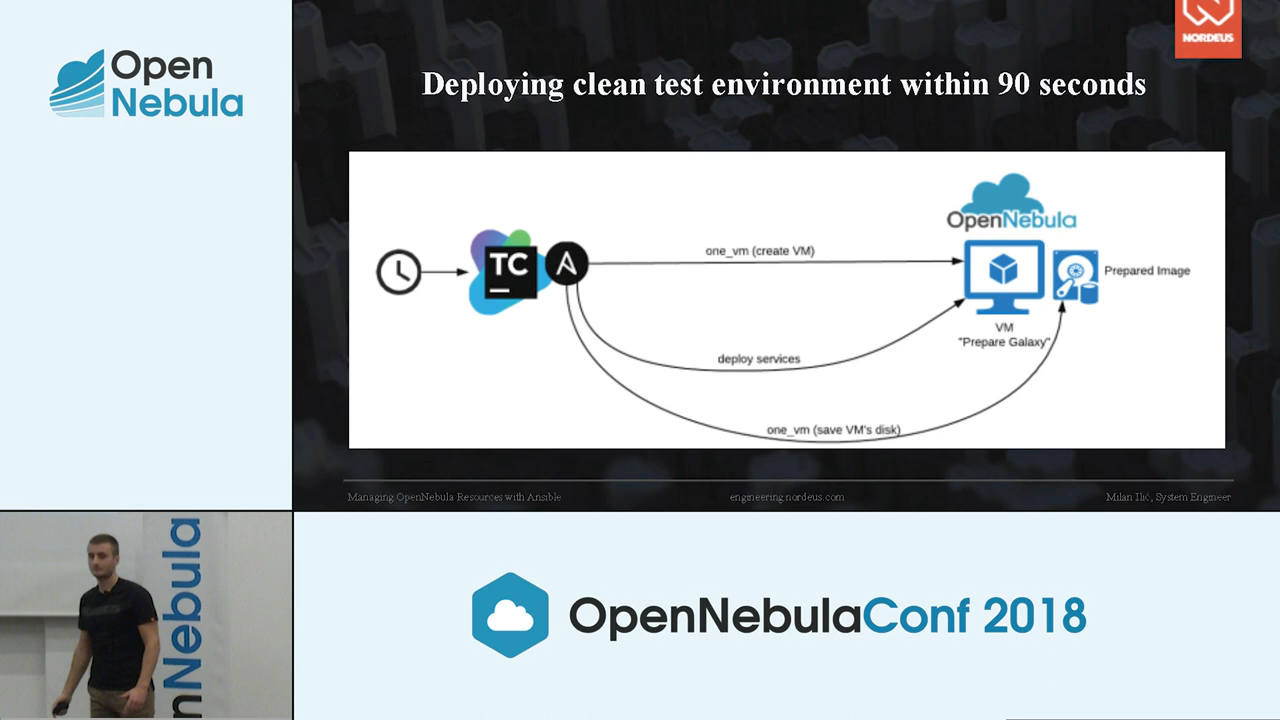 Open
Nebula
NORDEUS
Deploying clean test environment within 90 seconds
OpenNebula
one_vm (create VM)
TC
Prepared Image
VM
"Prepare Galaxy"
deploy services
one_vm (save VM's disk)
Managing OpenNebula Resources with Ansible
engineering.nordeus.com
Milan Ilić, System Engineer
nNebula
OpenNebulaConf 2018